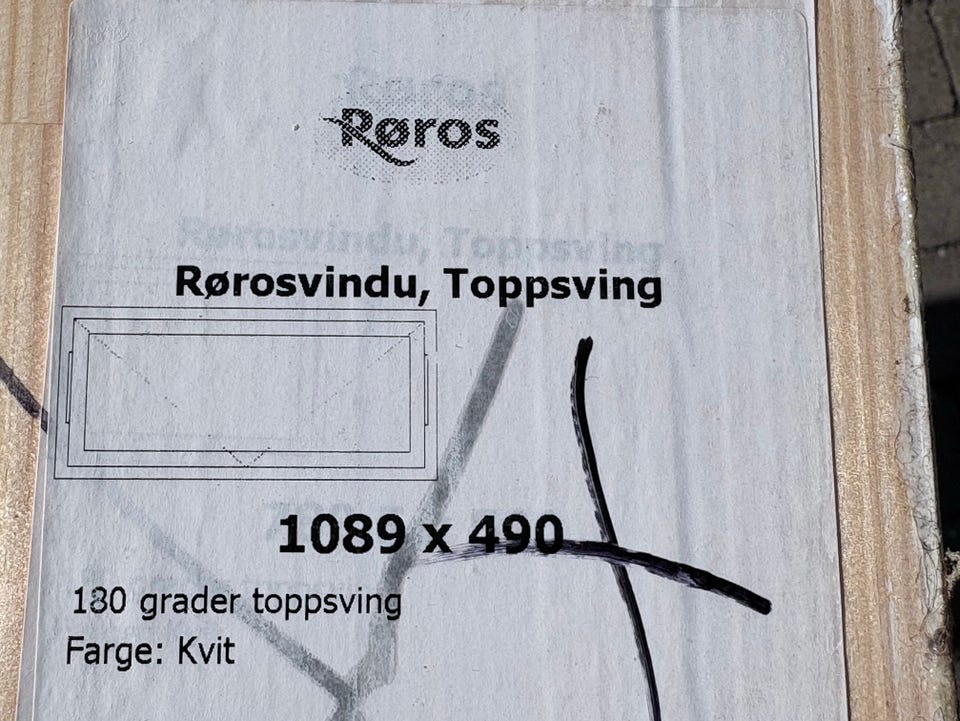 Røros
Rørosvindu, Toppsving
1089 x 490
180 grader toppsving
Farge: Kvit